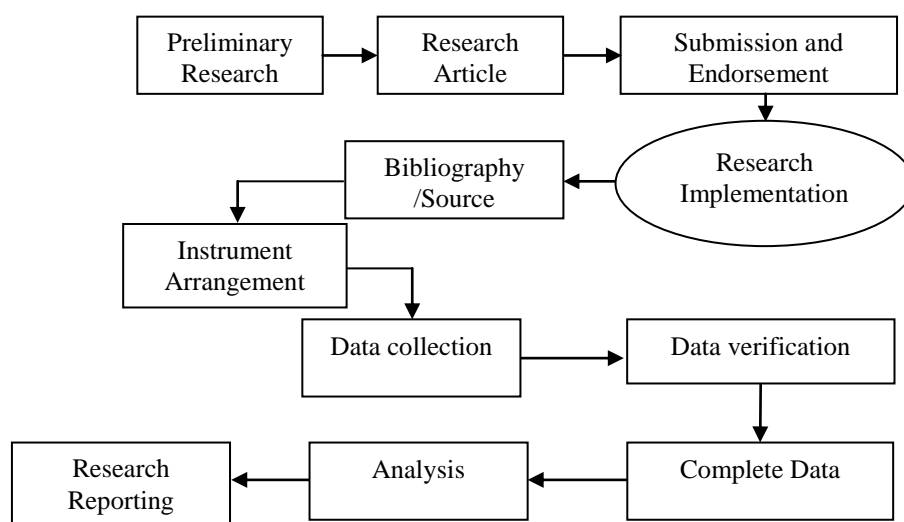 Preliminary
Research
Research
Article
Submission and
Endorsement
Research
Implementation
Bibliography
/Source
Instrument
Arrangement
Data collection
Data verification
Complete Data
Analysis
Research
Reporting